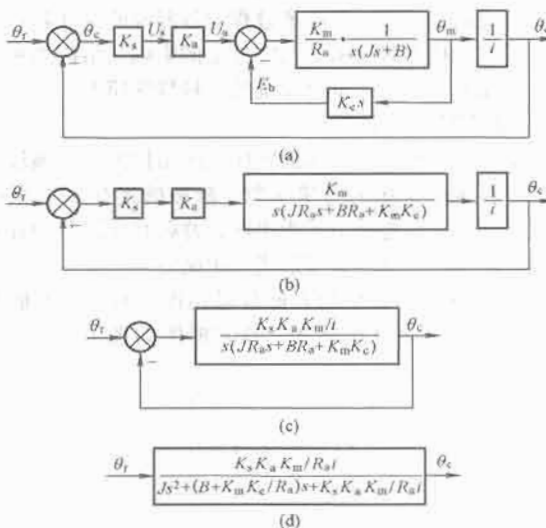 θr θe Ks Us Ka Ua Km/Ra · 1/s(Js+B) θm 1/i θc
Eb Kes
(a)
θr Ks Ka Km/s(JRas+BRa+KmKe) 1/i θc
(b)
θr KsKaKm/i / s(JRas+BRa+KmKe) θc
(c)
θr KsKaKm/Rai / Js²+(B+KmKe/Ra)s+KsKaKm/Rai θc
(d)